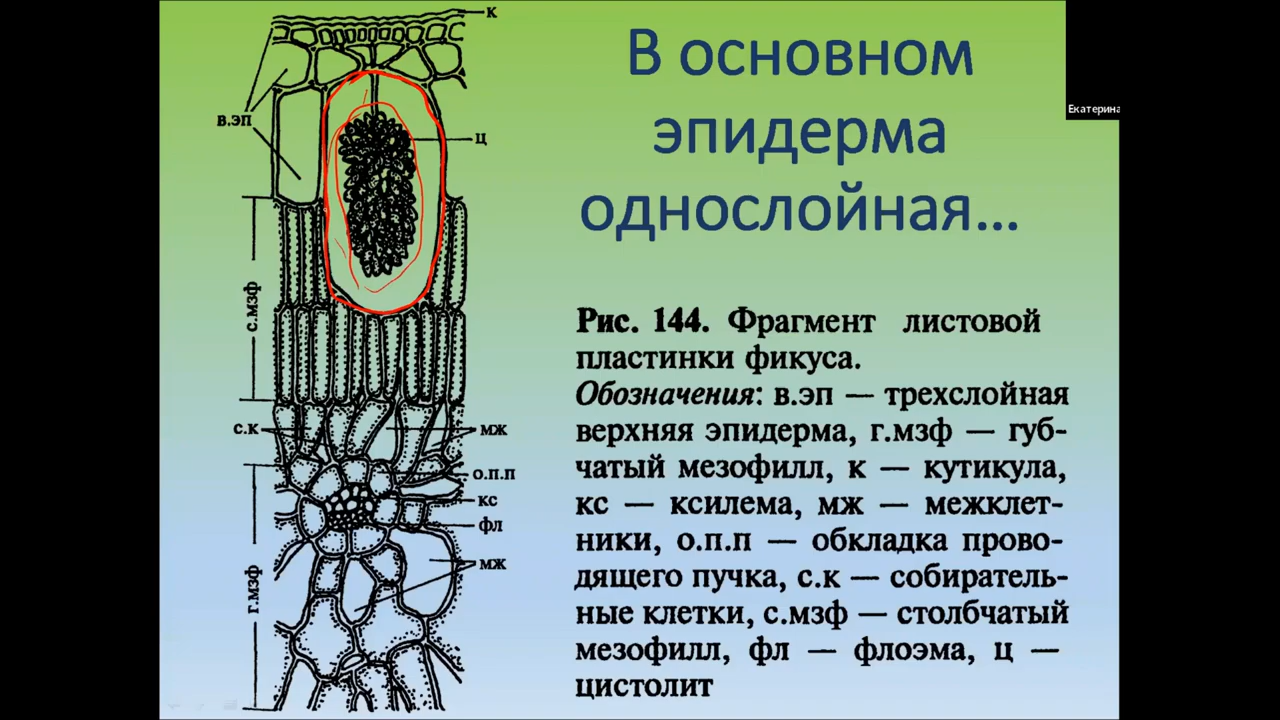 В основном
эпидерма
однослойная...
Екатерина
Рис. 144. Фрагмент листовой
пластинки фикуса.
Обозначения: в.эп — трехслойная
верхняя эпидерма, г.мзф — губ-
чатый мезофилл, к — кутикула,
кс — ксилема, мж — межклет-
ники, о.п.п — обкладка прово-
дящего пучка, с.к — собиратель-
ные клетки, с.мзф — столбчатый
мезофилл, фл — флоэма, ц —
цистолит
к
в.эп
ц
с.мзф
с.к
мж
о.п.п
кс
фл
мж
г.мзф